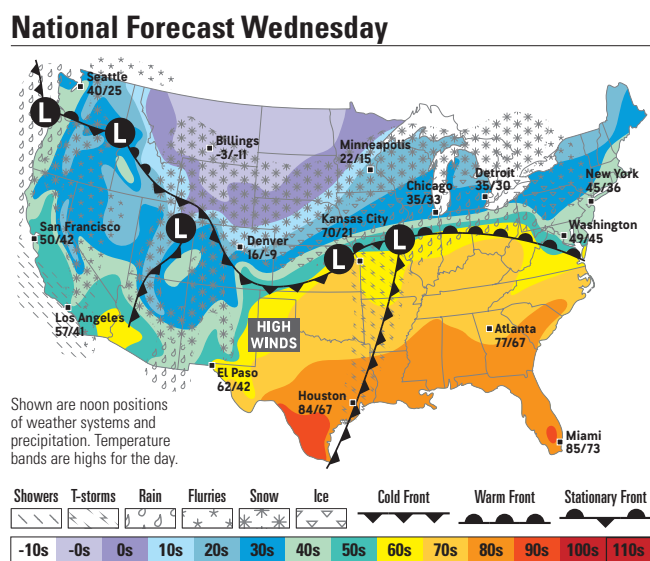 National Forecast Wednesday
Seattle
40/25
L
L
Billings
-3/-11
Minneapolis
22/15
Detroit
35/30
New York
45/36
Chicago
35/33
San Francisco
50/42
L
Kansas City
70/21
Washington
49/45
Denver
16/-9
L
L
Los Angeles
57/41
HIGH
WINDS
Atlanta
77/67
El Paso
62/42
Houston
84/67
Miami
85/73
Shown are noon positions
of weather systems and
precipitation. Temperature
bands are highs for the day.
Showers T-storms Rain Flurries Snow Ice Cold Front Warm Front Stationary Front
-10s -0s 0s 10s 20s 30s 40s 50s 60s 70s 80s 90s 100s 110s